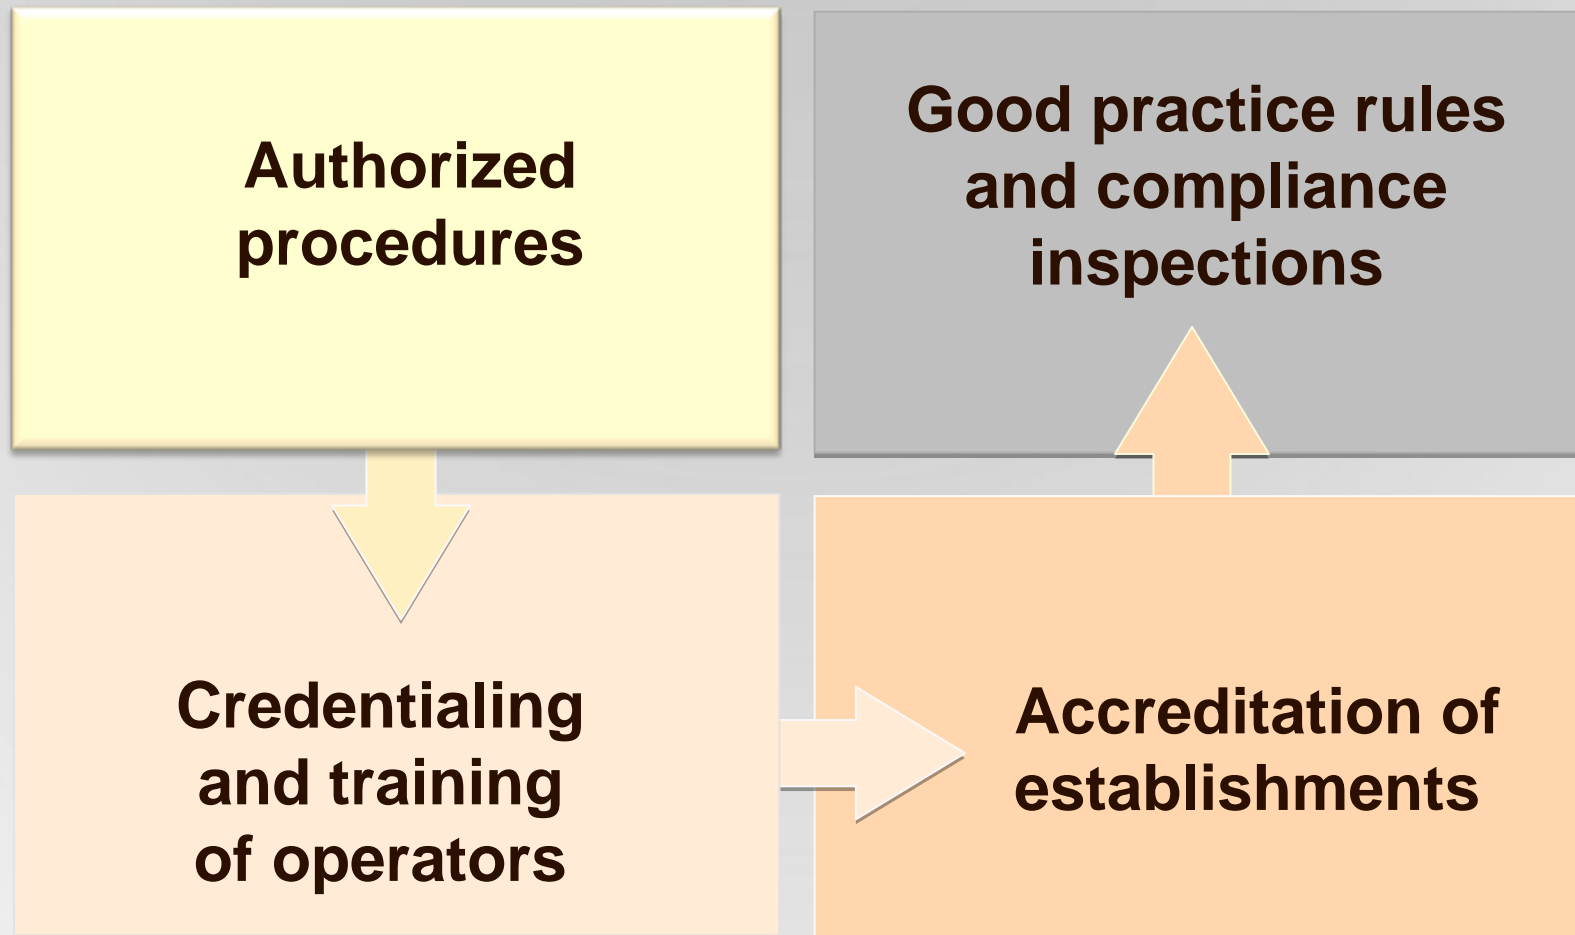 Authorized
procedures
Good practice rules
and compliance
inspections
Credentialing
and training
of operators
Accreditation of
establishments